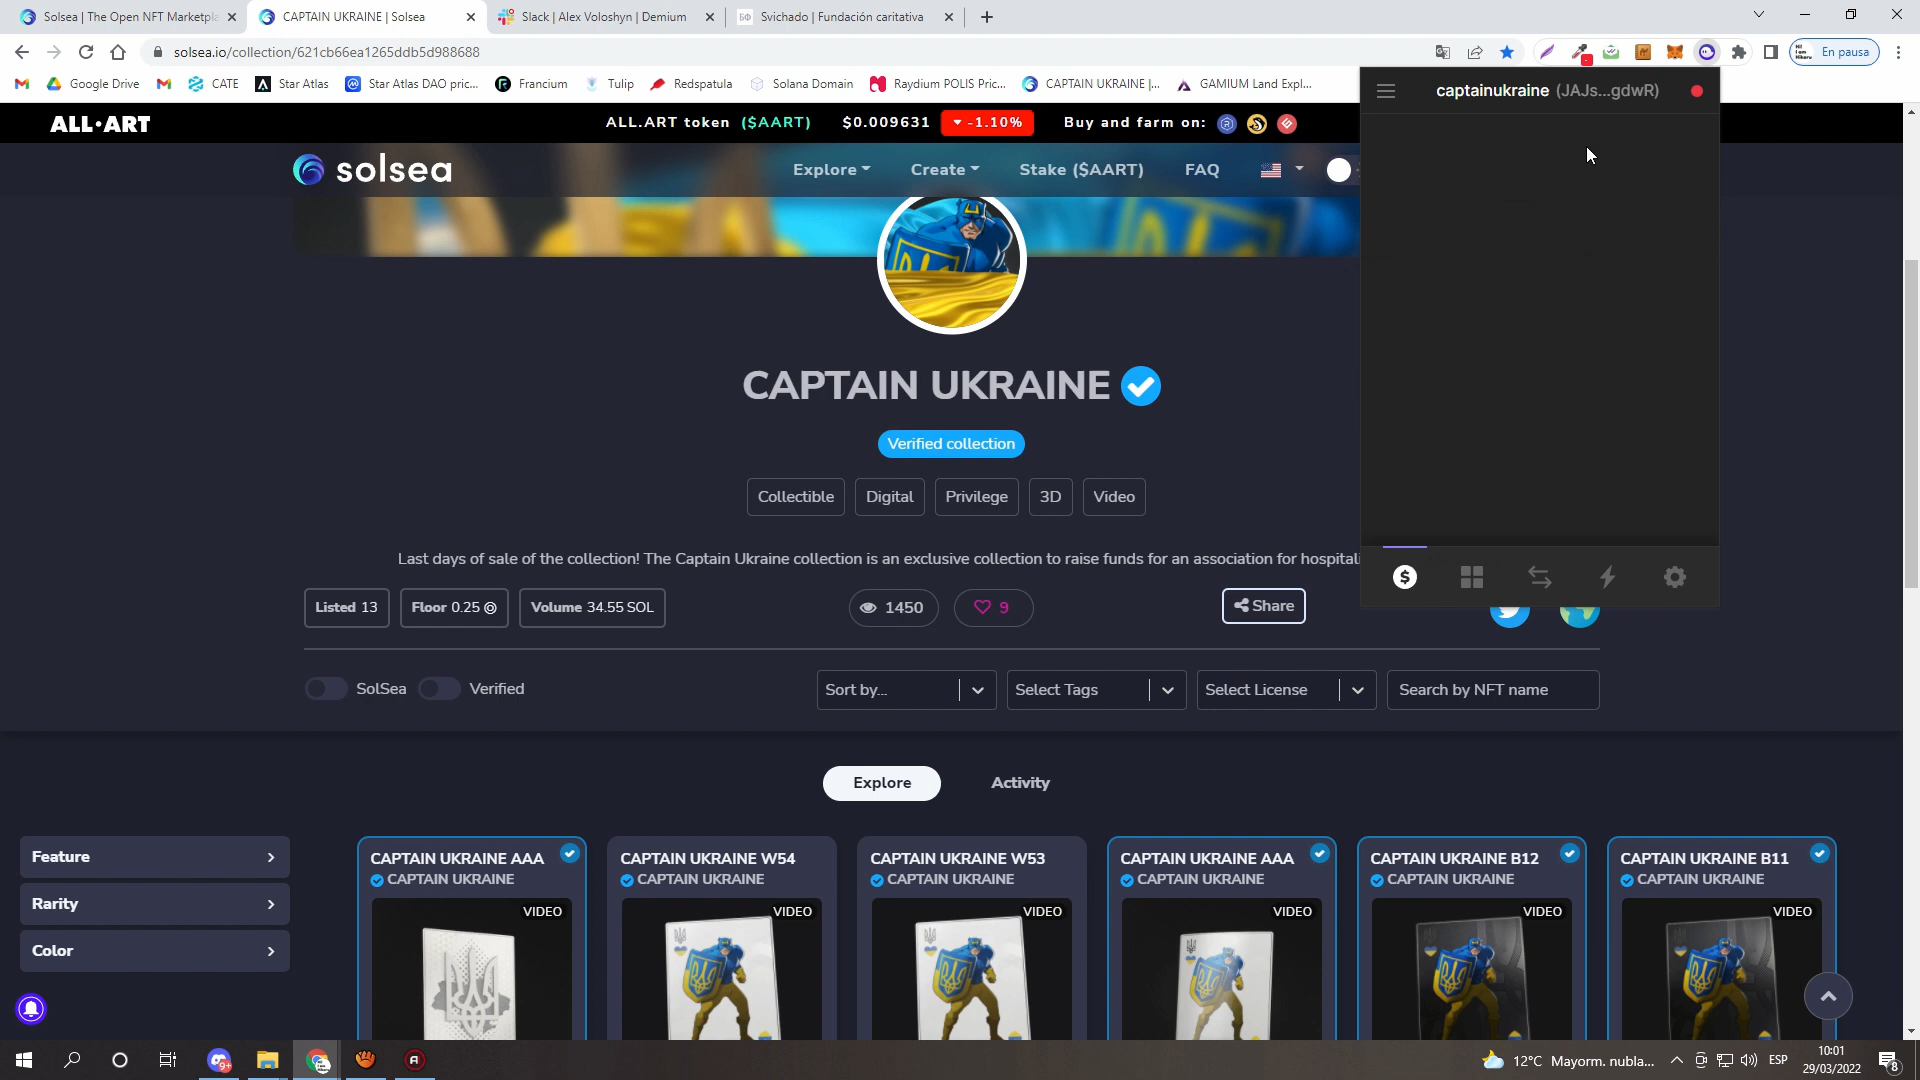 Solsea | The Open NFT Marketpla
CAPTAIN UKRAINE | Solsea
Slack | Alex Voloshyn | Demium
Svichado | Fundación caritativa
solsea.io/collection/621cb66ea1265ddb5d988688
En pausa
Google Drive
CATE
Star Atlas
Star Atlas DAO pric...
Francium
Tulip
Redspatula
Solana Domain
Raydium POLIS Pric...
CAPTAIN UKRAINE |...
GAMIUM Land Expl...
captainukraine (JAJs...gdwR)
ALL•ART
ALL.ART token ($AART) $0.009631 -1.10% Buy and farm on:
solsea
Explore
Create
Stake ($AART)
FAQ
CAPTAIN UKRAINE
Verified collection
Collectible
Digital
Privilege
3D
Video
Last days of sale of the collection! The Captain Ukraine collection is an exclusive collection to raise funds for an association for hospitali
Listed 13
Floor 0.25
Volume 34.55 SOL
1450
9
Share
SolSea
Verified
Sort by...
Select Tags
Select License
Search by NFT name
Explore
Activity
Feature
Rarity
Color
CAPTAIN UKRAINE AAA
CAPTAIN UKRAINE
VIDEO
CAPTAIN UKRAINE W54
CAPTAIN UKRAINE
VIDEO
CAPTAIN UKRAINE W53
CAPTAIN UKRAINE
VIDEO
CAPTAIN UKRAINE AAA
CAPTAIN UKRAINE
VIDEO
CAPTAIN UKRAINE B12
CAPTAIN UKRAINE
VIDEO
CAPTAIN UKRAINE B11
CAPTAIN UKRAINE
VIDEO
9+
12°C Mayorm. nubla...
ESP
10:01
29/03/2022
8